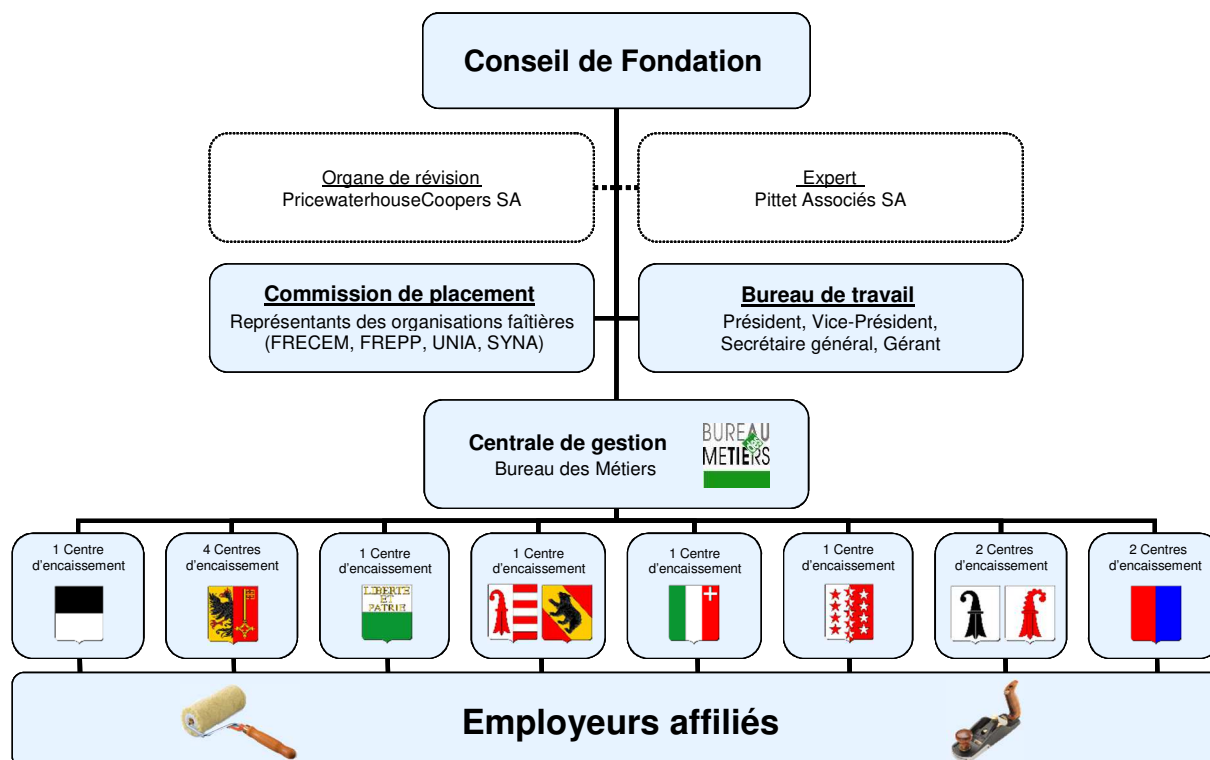 Conseil de Fondation
Organe de révision
PricewaterhouseCoopers SA
Expert
Pittet Associés SA
Commission de placement
Représentants des organisations faîtières
(FRECEM, FREPP, UNIA, SYNA)
Bureau de travail
Président, Vice-Président,
Secrétaire général, Gérant
Centrale de gestion
Bureau des Métiers
BUREAU
METIERS
1 Centre
d'encaissement
4 Centres
d'encaissement
1 Centre
d'encaissement
LIBERTE
ET
PATRIE
1 Centre
d'encaissement
1 Centre
d'encaissement
1 Centre
d'encaissement
2 Centres
d'encaissement
2 Centres
d'encaissement
Employeurs affiliés